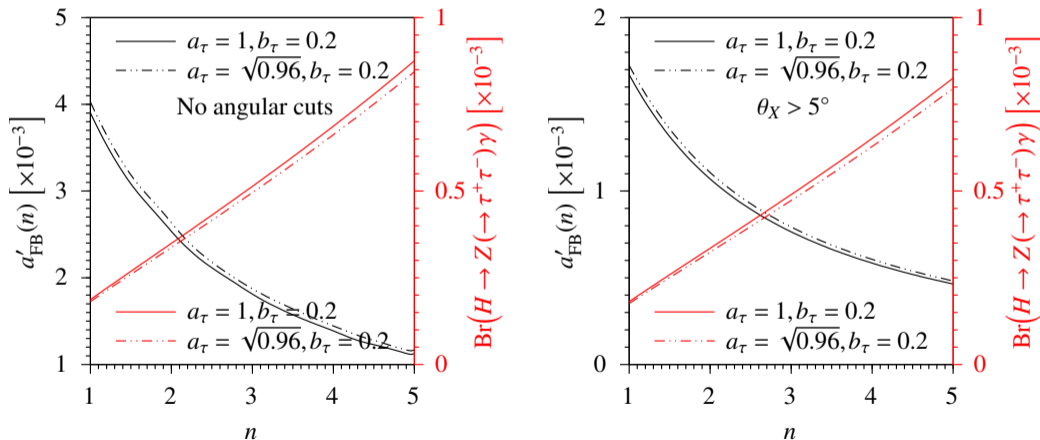 5
4
3
2
1
a′FB(n) [×10−3]
aτ = 1, bτ = 0.2
aτ = √0.96, bτ = 0.2
No angular cuts
aτ = 1, bτ = 0.2
aτ = √0.96, bτ = 0.2
1
0.5
0
Br(H → Z(→ τ+τ−)γ) [×10−3]
1 2 3 4 5
n
2
1
0
a′FB(n) [×10−3]
aτ = 1, bτ = 0.2
aτ = √0.96, bτ = 0.2
θX > 5°
aτ = 1, bτ = 0.2
aτ = √0.96, bτ = 0.2
1
0.5
0
Br(H → Z(→ τ+τ−)γ) [×10−3]
1 2 3 4 5
n